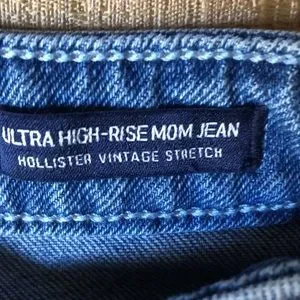 ULTRA HIGH-RISE MOM JEAN
HOLLISTER VINTAGE STRETCH